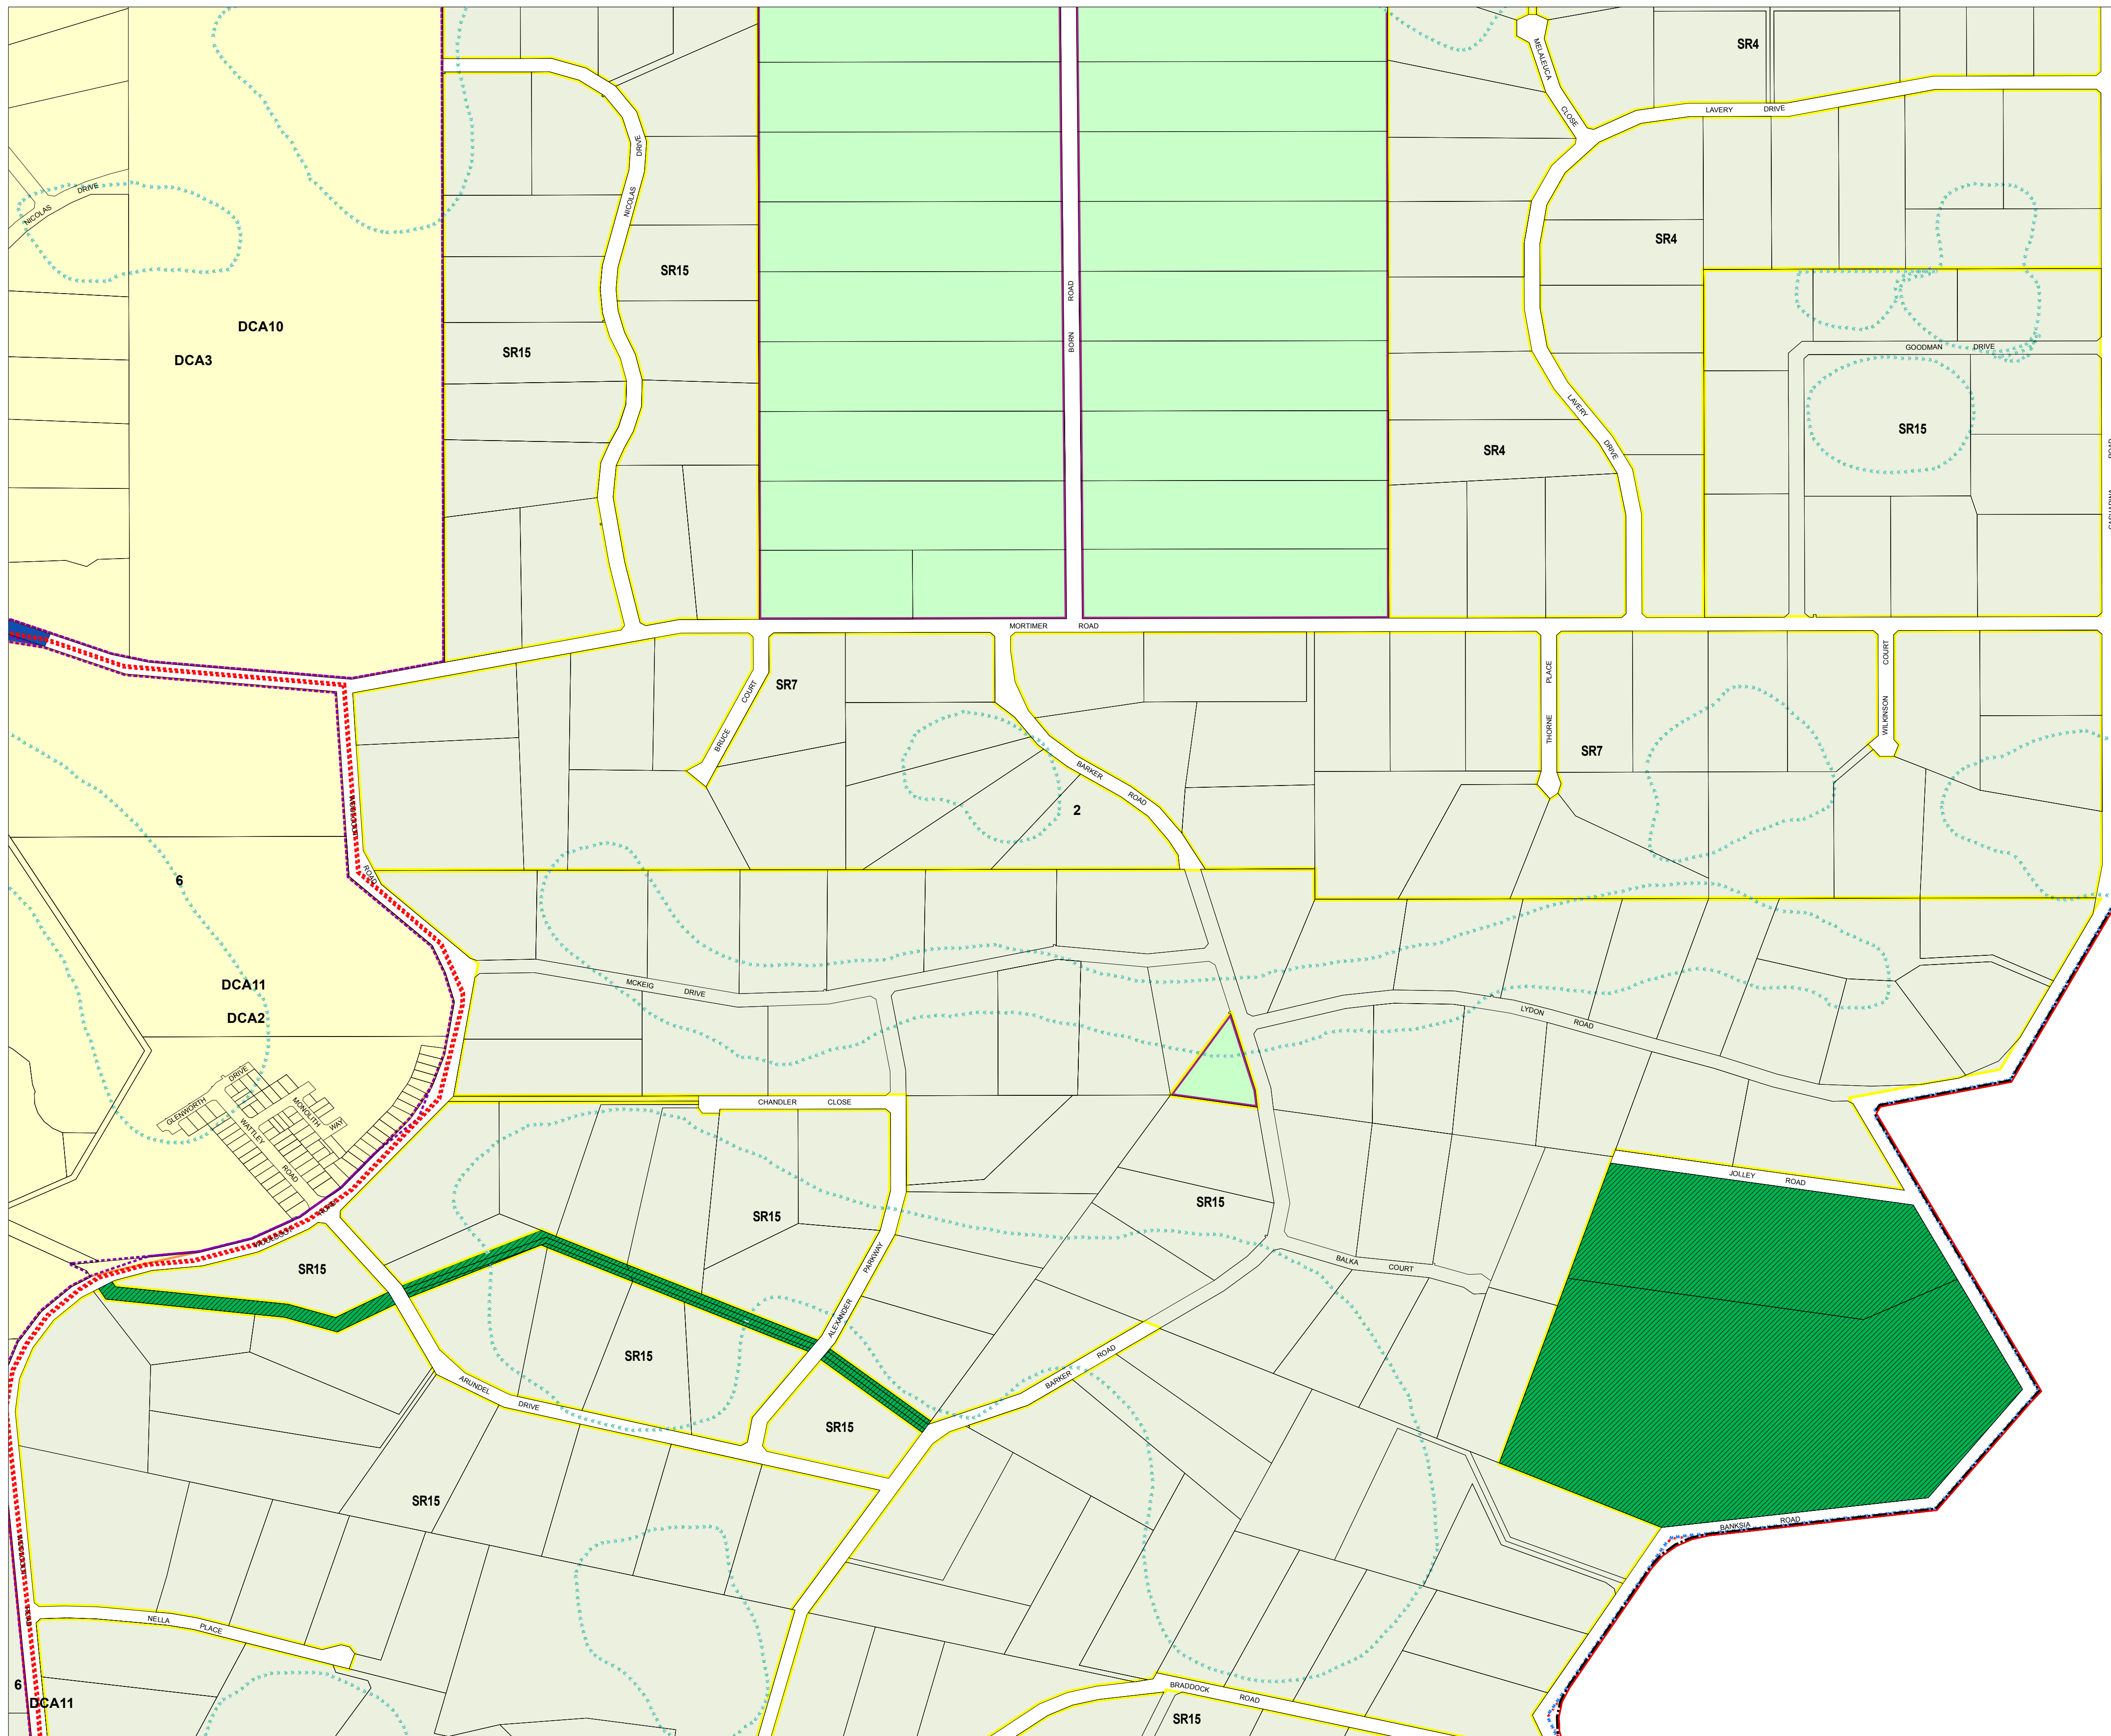 SR4
MELALEUCA
CLOSE
LAVERY DRIVE
DRIVE
NICOLAS
DRIVE
NICOLAS
SR4
SR15
BORN ROAD
DCA10
DCA3
SR15
GOODMAN DRIVE
LAVERY
DRIVE
SR15
SR4
ROAD
CASUARINA
MORTIMER ROAD
BRUCE
COURT
SR7
THORNE
PLACE
WILKINSON
COURT
SR7
BARKER
ROAD
2
ROAD
6
DCA11
DCA2
MCKEIG DRIVE
LYDON ROAD
GLENWORTH
DRIVE
MONOLITH
WAY
WATTLEY
ROAD
CHANDLER CLOSE
JOLLEY ROAD
SR15
SR15
SR15
ALEXANDER
PARKWAY
BALKA COURT
SR15
ARUNDEL
DRIVE
BARKER
ROAD
SR15
SR15
BANKSIA ROAD
NELLA
PLACE
6
DCA11
BRADDOCK
ROAD
SR15